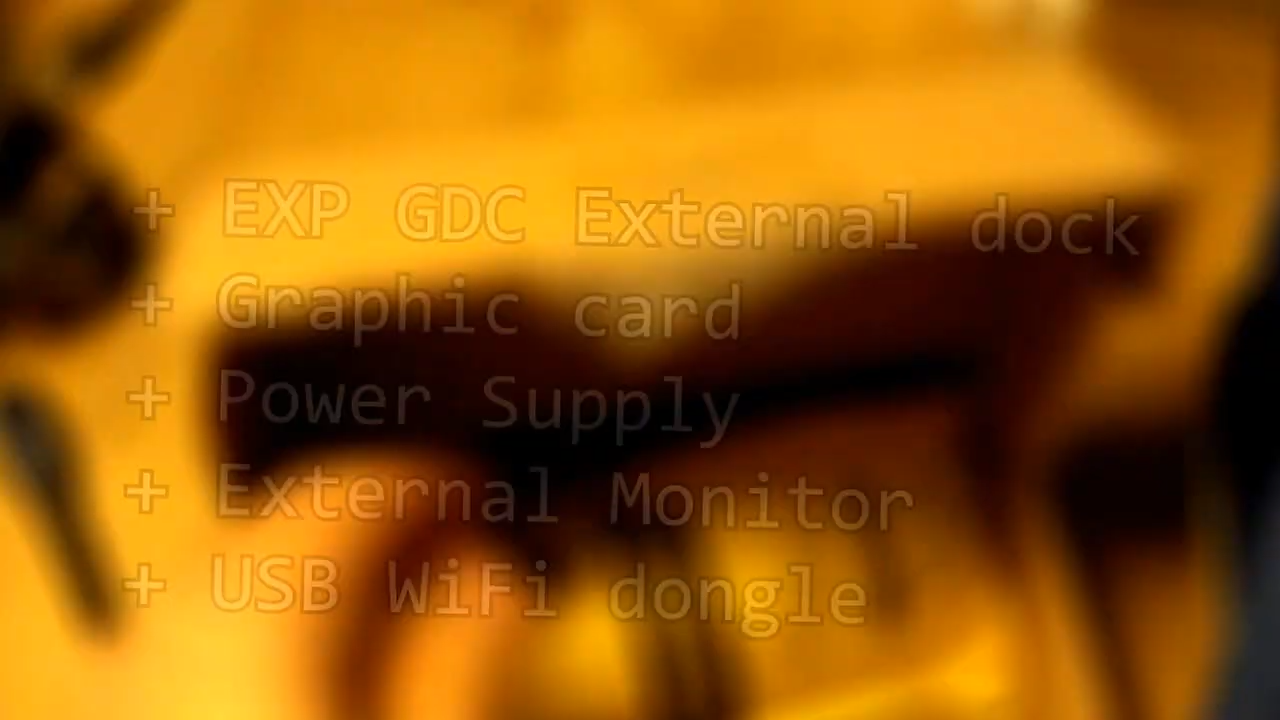 + EXP GDC External dock
+ Graphic card
+ Power Supply
+ External Monitor
+ USB WiFi dongle